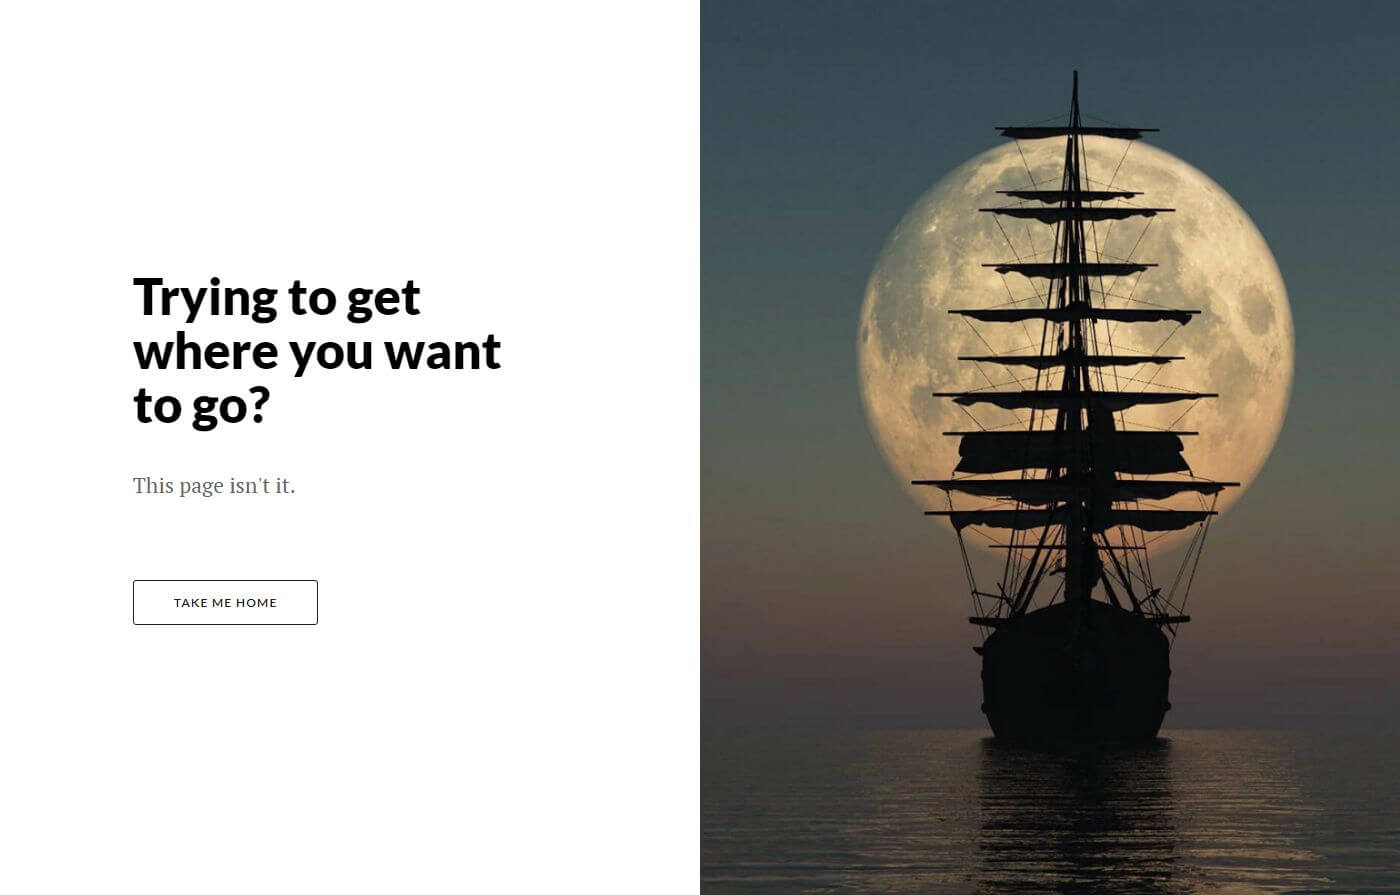 Trying to get
where you want
to go?
This page isn't it.
TAKE ME HOME